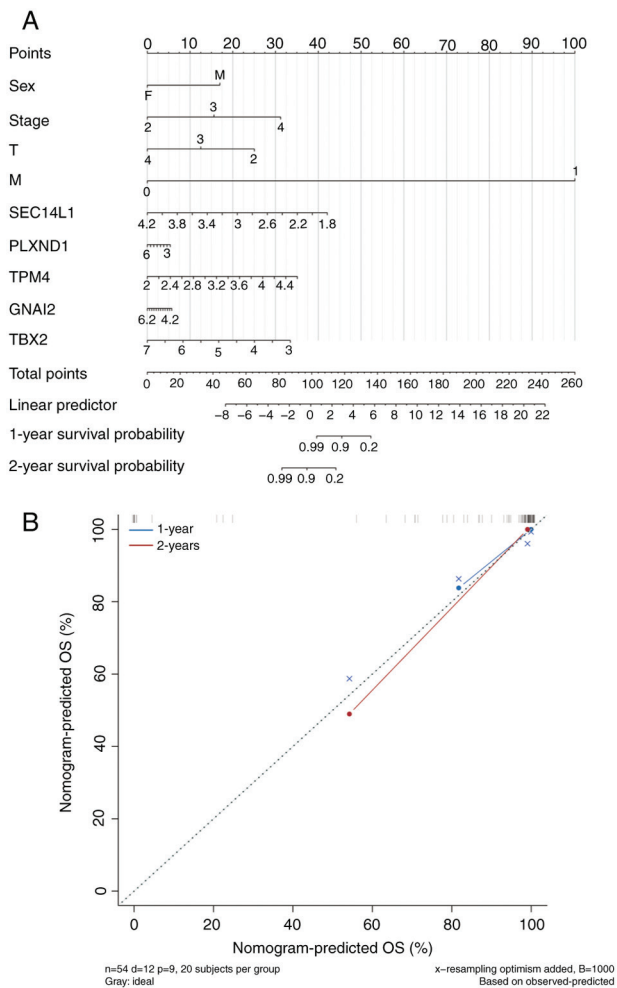 A
Points 0 10 20 30 40 50 60 70 80 90 100
Sex F M
Stage 2 3 4
T 4 3 2
M 0 1
SEC14L1 4.2 3.8 3.4 3 2.6 2.2 1.8
PLXND1 6 3
TPM4 2 2.4 2.8 3.2 3.6 4 4.4
GNAI2 6.2 4.2
TBX2 7 6 5 4 3
Total points 0 20 40 60 80 100 120 140 160 180 200 220 240 260
Linear predictor −8 −6 −4 −2 0 2 4 6 8 10 12 14 16 18 20 22
1-year survival probability 0.99 0.9 0.2
2-year survival probability 0.99 0.9 0.2
B
1-year
2-years
Nomogram-predicted OS (%)
100
80
60
40
20
0
0 20 40 60 80 100
Nomogram-predicted OS (%)
n=54 d=12 p=9, 20 subjects per group x−resampling optimism added, B=1000
Gray: ideal Based on observed-predicted